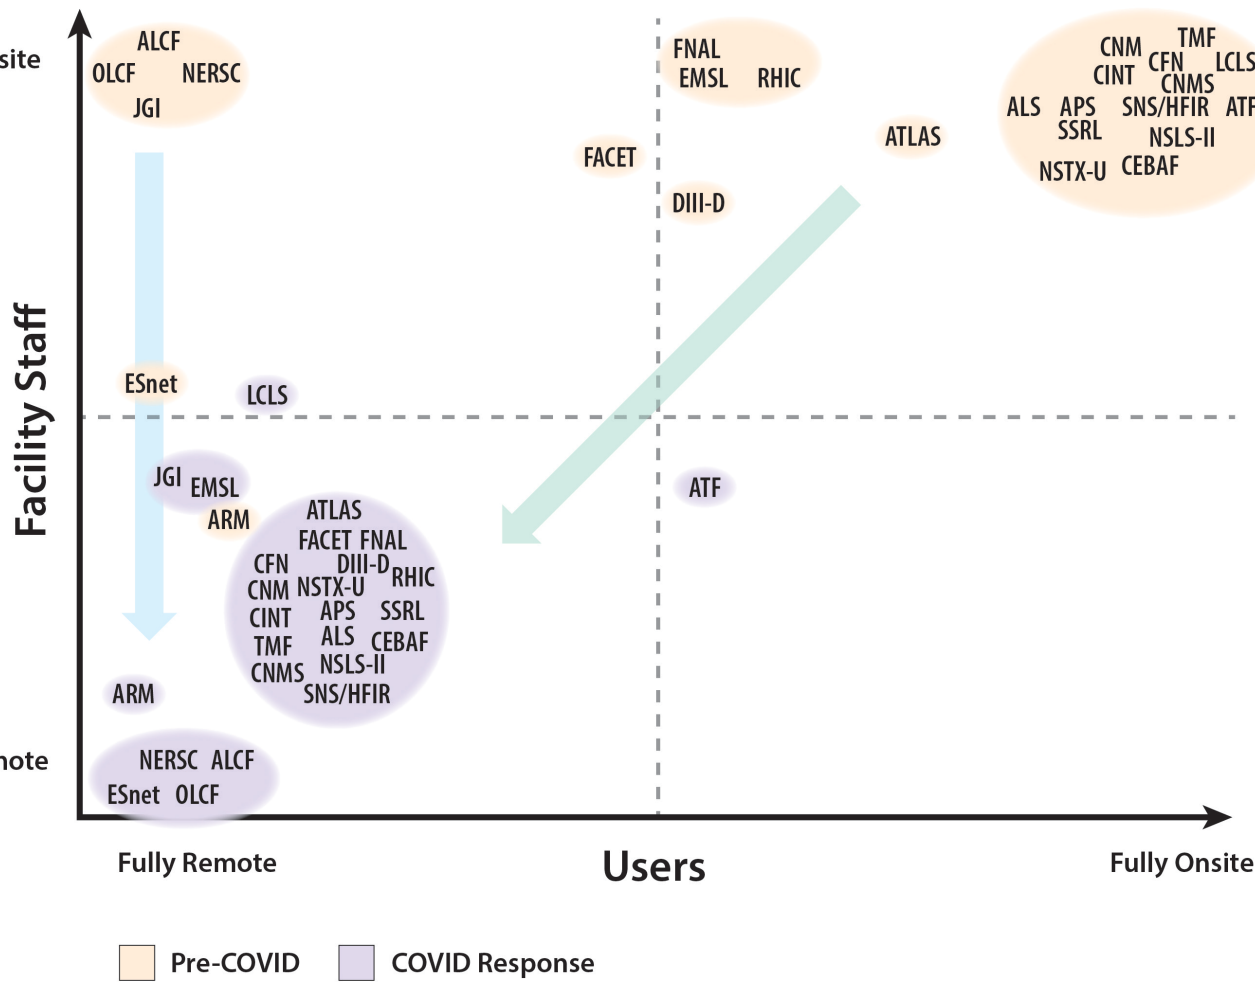 ALCF
OLCF NERSC
JGI
FNAL
EMSL RHIC
TMF
CNM
CFN LCLS
CINT CNMS
ALS APS SNS/HFIR ATF
SSRL NSLS-II
NSTX-U CEBAF
site
ATLAS
FACET
DIII-D
Facility Staff
ESnet
LCLS
JGI EMSL
ARM
ATF
ATLAS
FACET FNAL
CFN DIII-D
CNM NSTX-U RHIC
CINT APS SSRL
TMF ALS CEBAF
CNMS NSLS-II
SNS/HFIR
ARM
note
NERSC ALCF
ESnet OLCF
Fully Remote Users Fully Onsite
Pre-COVID COVID Response